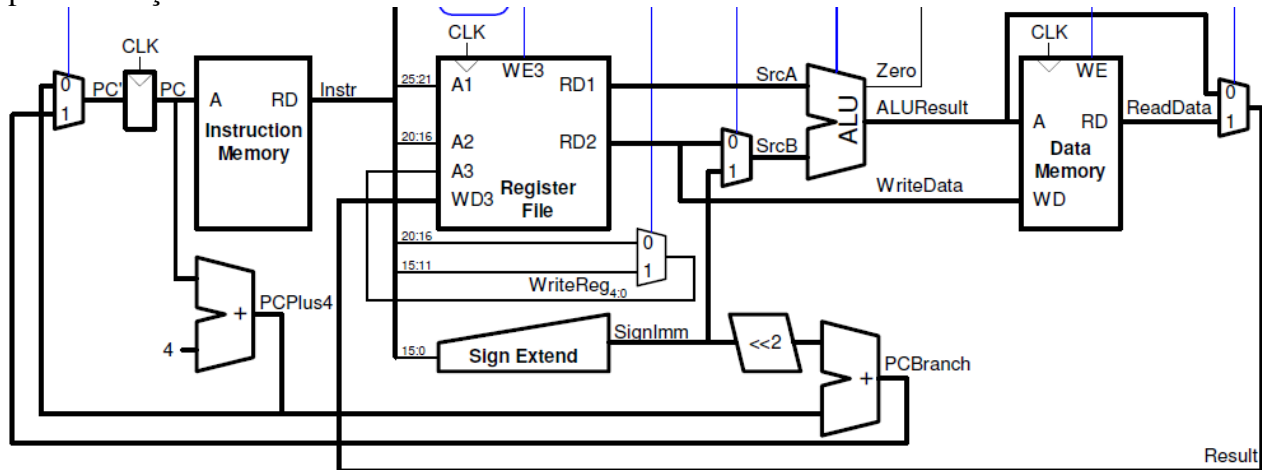 CLK
CLK
CLK
0
1
PC'
PC
A RD
Instruction
Memory
Instr
25:21
20:16
A1
A2
A3
WD3
WE3
RD1
RD2
Register
File
20:16
15:11
0
1
WriteReg4:0
15:0
Sign Extend
SignImm
0
1
SrcA
SrcB
ALU
Zero
ALUResult
WriteData
WE
A RD
Data
Memory
WD
ReadData
0
1
4
+
PCPlus4
<<2
+
PCBranch
Result